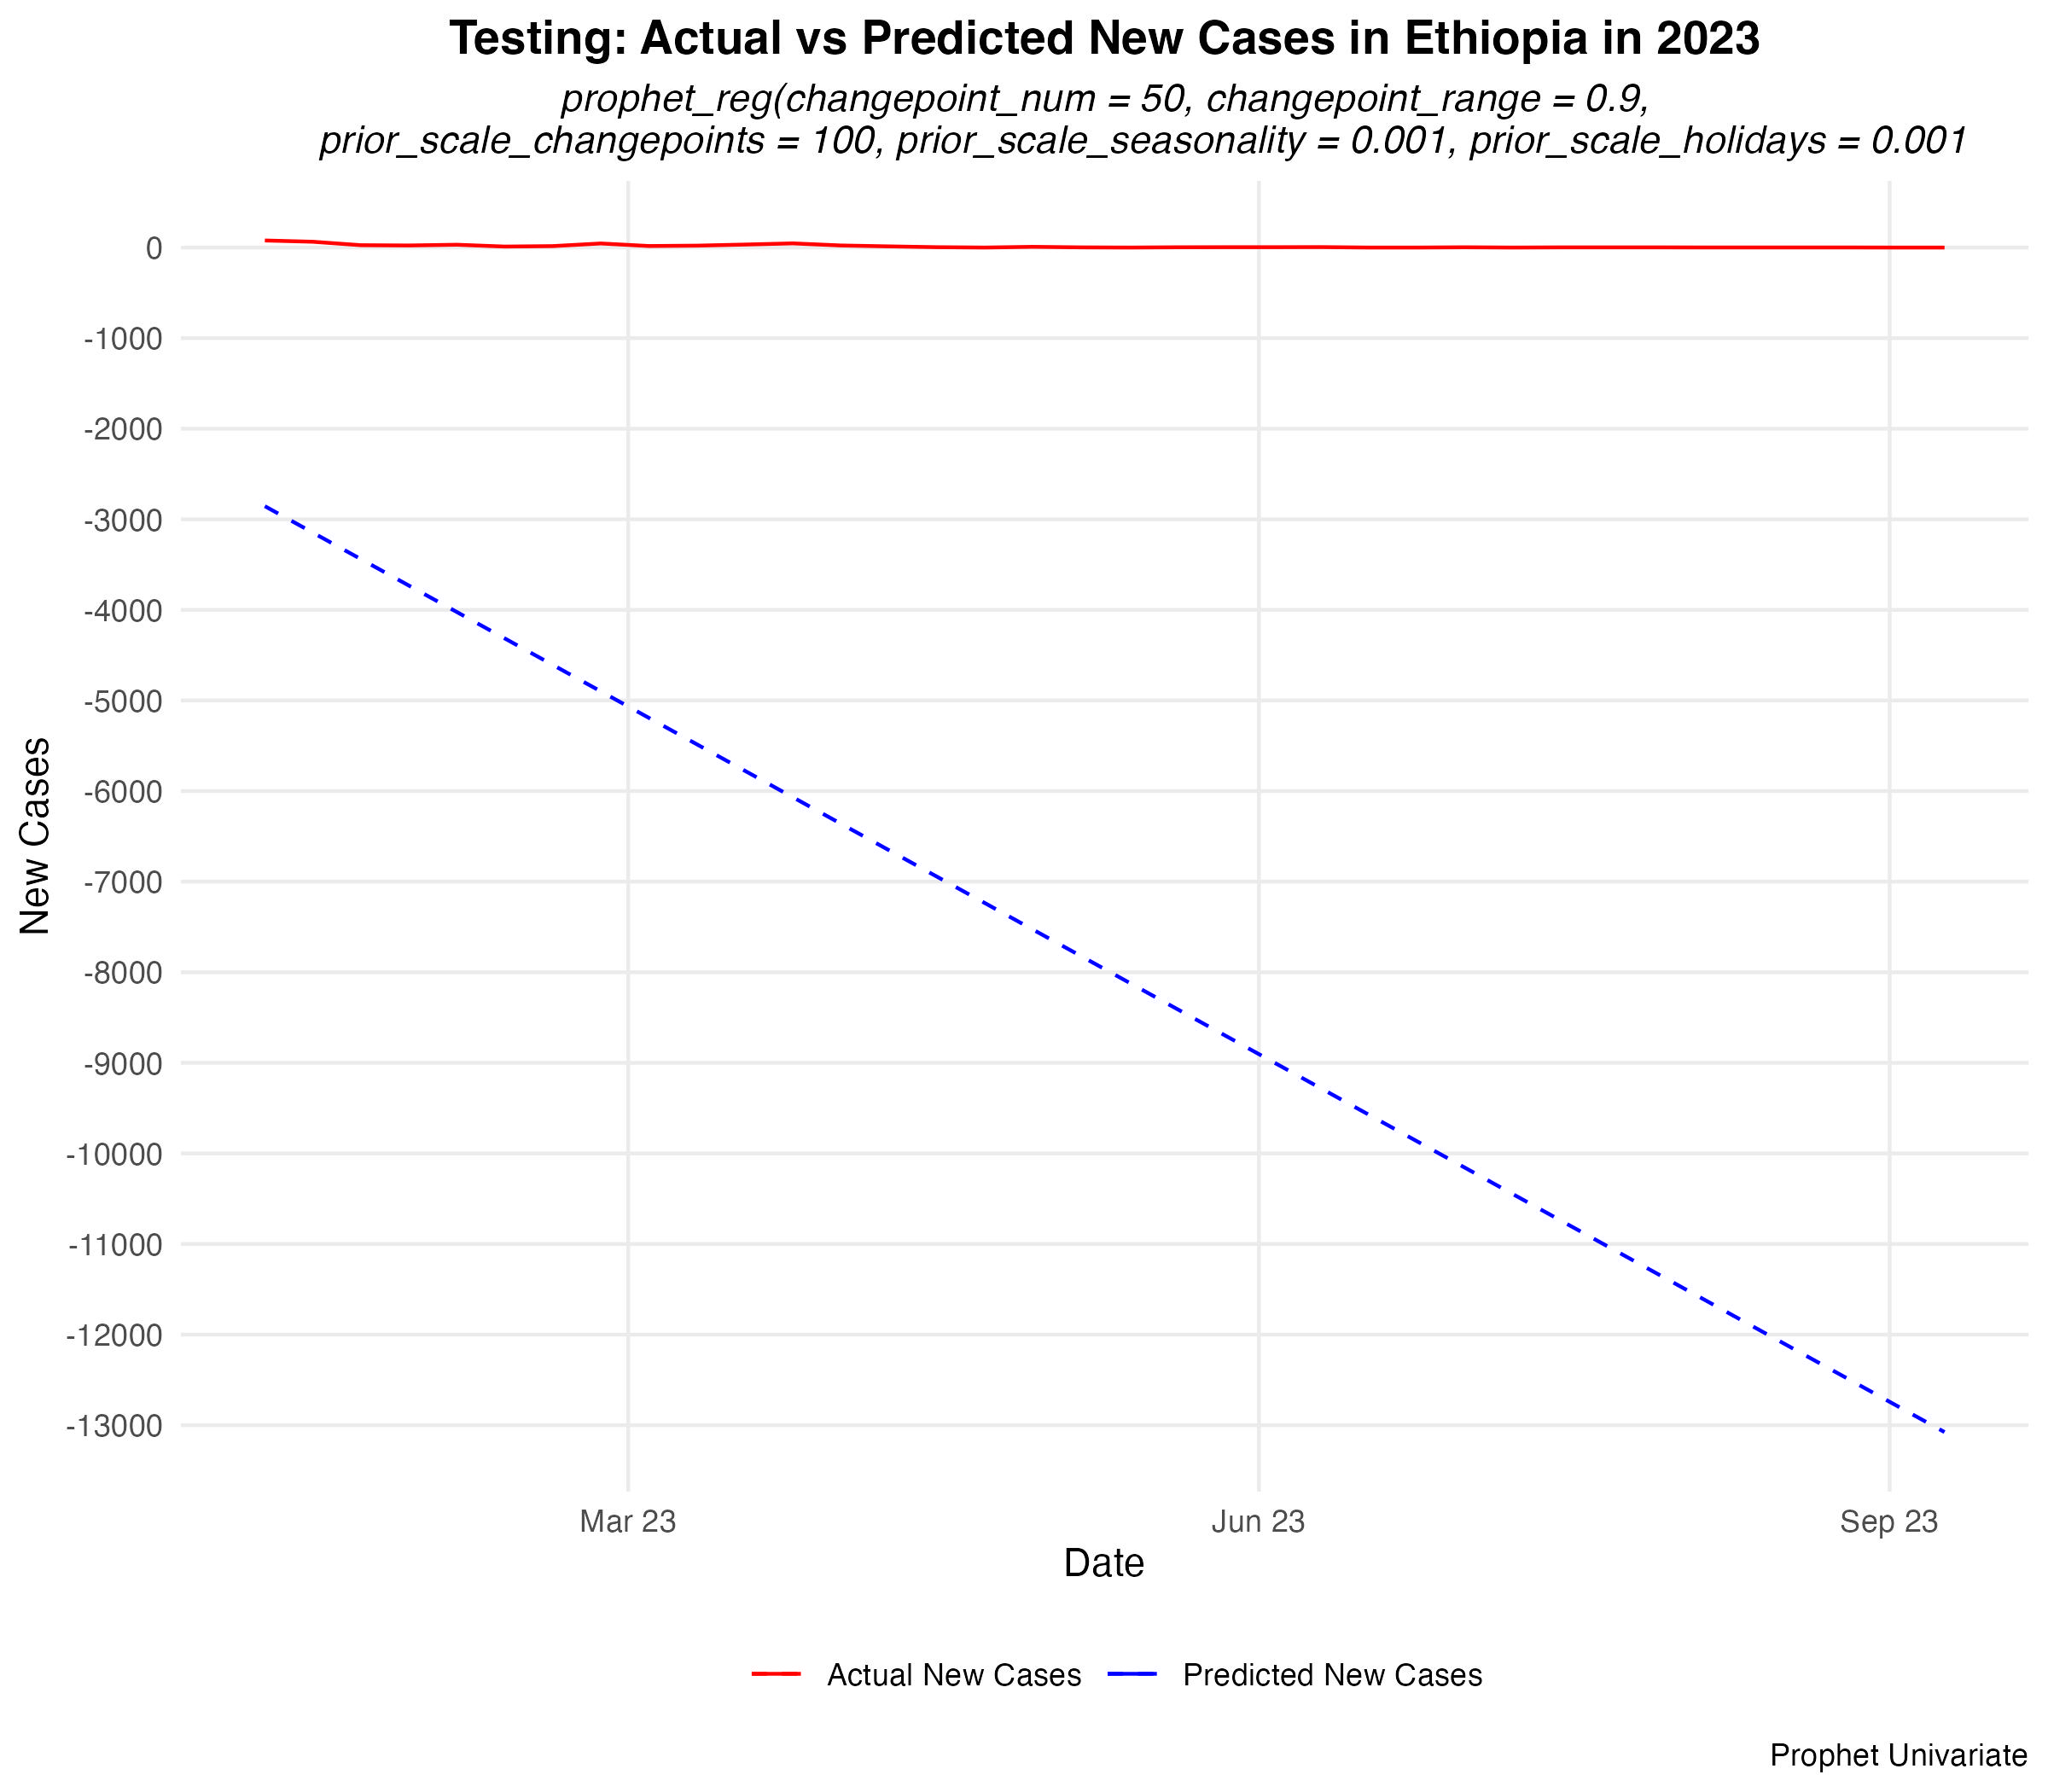 Testing: Actual vs Predicted New Cases in Ethiopia in 2023
prophet_reg(changepoint_num = 50, changepoint_range = 0.9,
prior_scale_changepoints = 100, prior_scale_seasonality = 0.001, prior_scale_holidays = 0.001
New Cases
0
-1000
-2000
-3000
-4000
-5000
-6000
-7000
-8000
-9000
-10000
-11000
-12000
-13000
Mar 23
Jun 23
Sep 23
Date
Actual New Cases
Predicted New Cases
Prophet Univariate